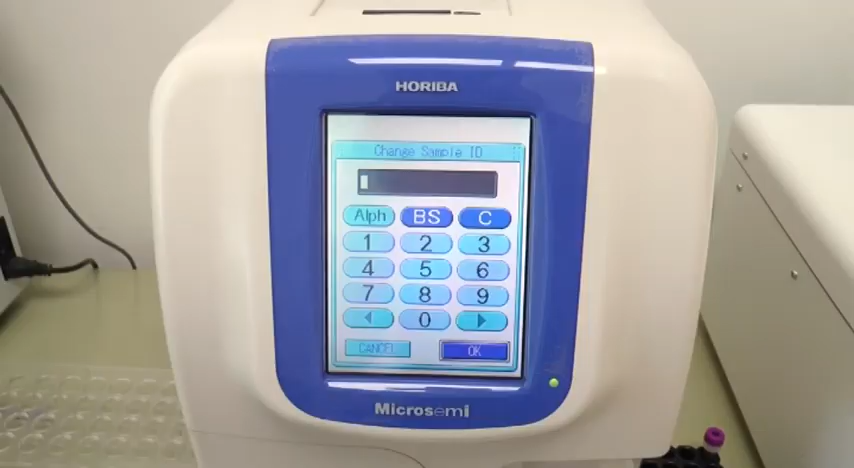 HORIBA
Change Sample ID
Alph BS C
1 2 3
4 5 6
7 8 9
0
CANCEL OK
Microsemi